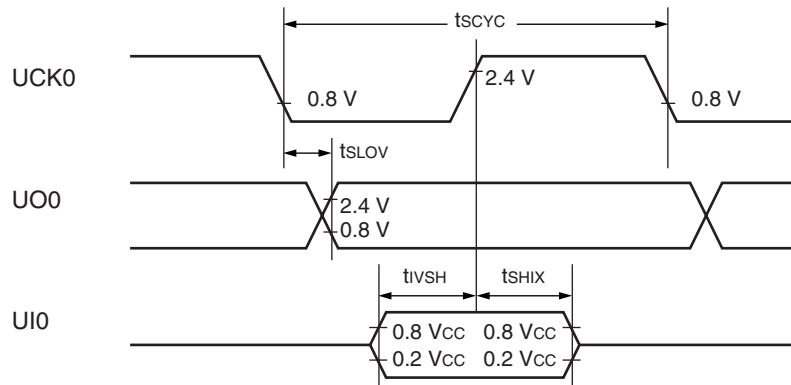 tSCYC
UCK0
2.4 V
0.8 V 0.8 V
tSLOV
UO0
2.4 V
0.8 V
tIVSH tSHIX
UI0
0.8 VCC 0.8 VCC
0.2 VCC 0.2 VCC